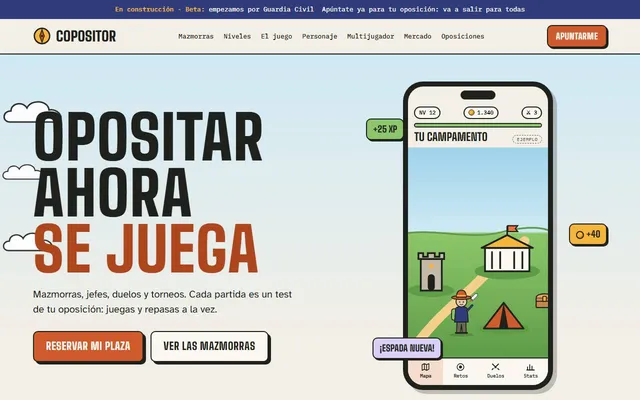 En construcción - Beta: empezamos por Guardia Civil Apúntate ya para tu oposición: va a salir para todas
COPOSITOR
Mazmorras Niveles El juego Personaje Multijugador Mercado Oposiciones
APUNTARME
OPOSITAR
AHORA
SE JUEGA
Mazmorras, jefes, duelos y torneos. Cada partida es un test
de tu oposición: juegas y repasas a la vez.
RESERVAR MI PLAZA
VER LAS MAZMORRAS
+25 XP
NV 12
1.340
3
TU CAMPAMENTO
EJEMPLO
+40
¡ESPADA NUEVA!
Mapa Retos Duelos Stats